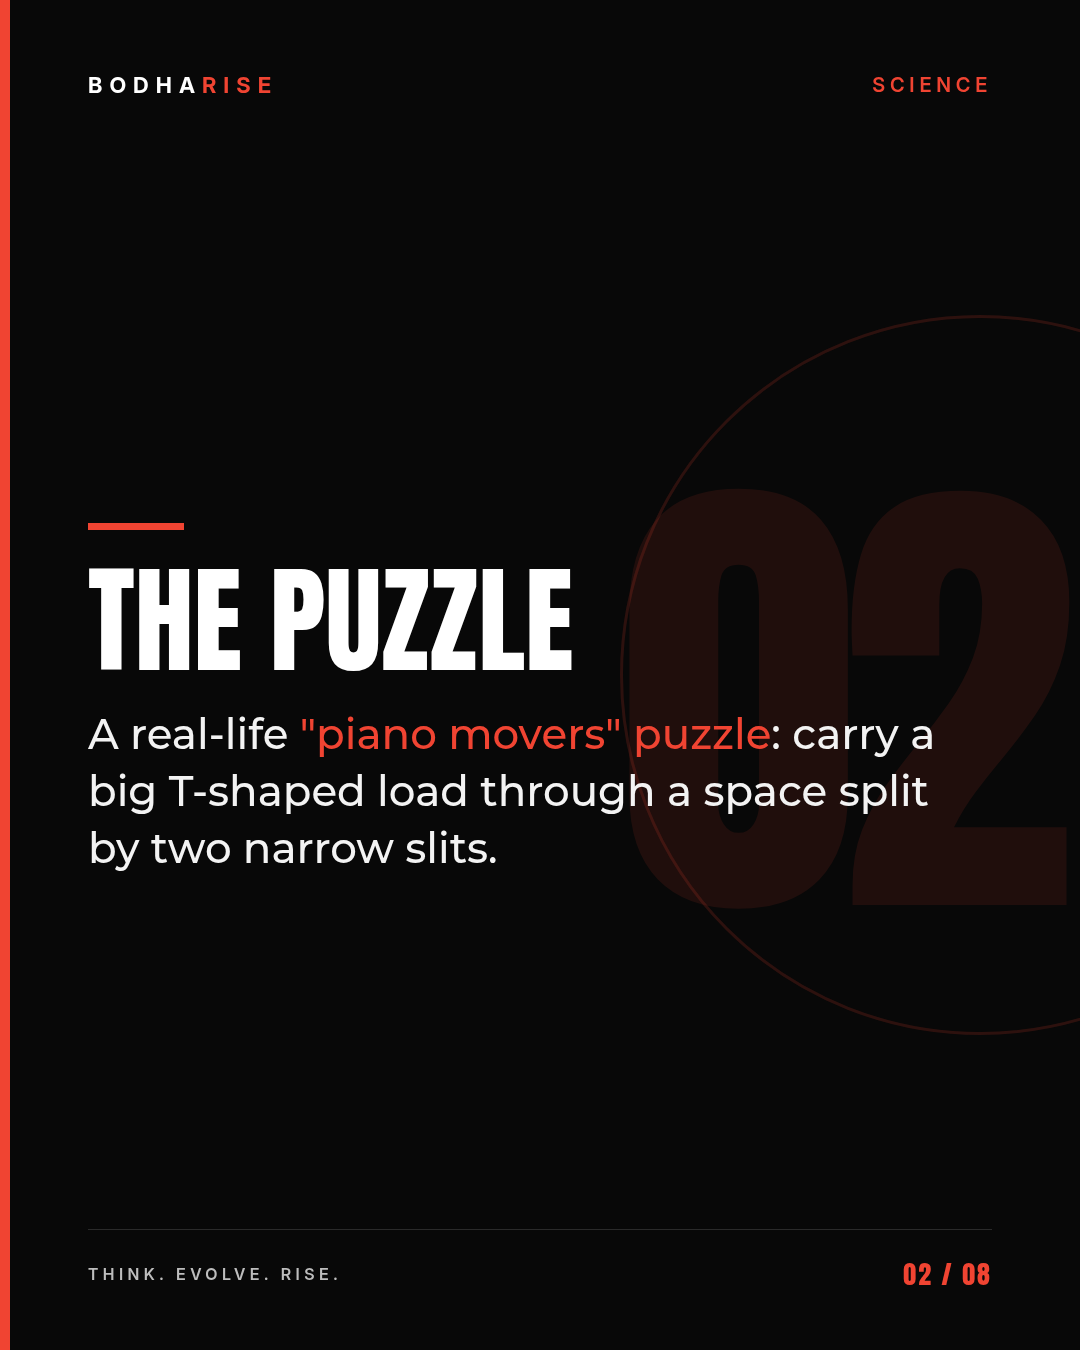 BODHARISE
SCIENCE
02
THE PUZZLE
A real-life "piano movers" puzzle: carry a
big T-shaped load through a space split
by two narrow slits.
THINK. EVOLVE. RISE.
02 / 08